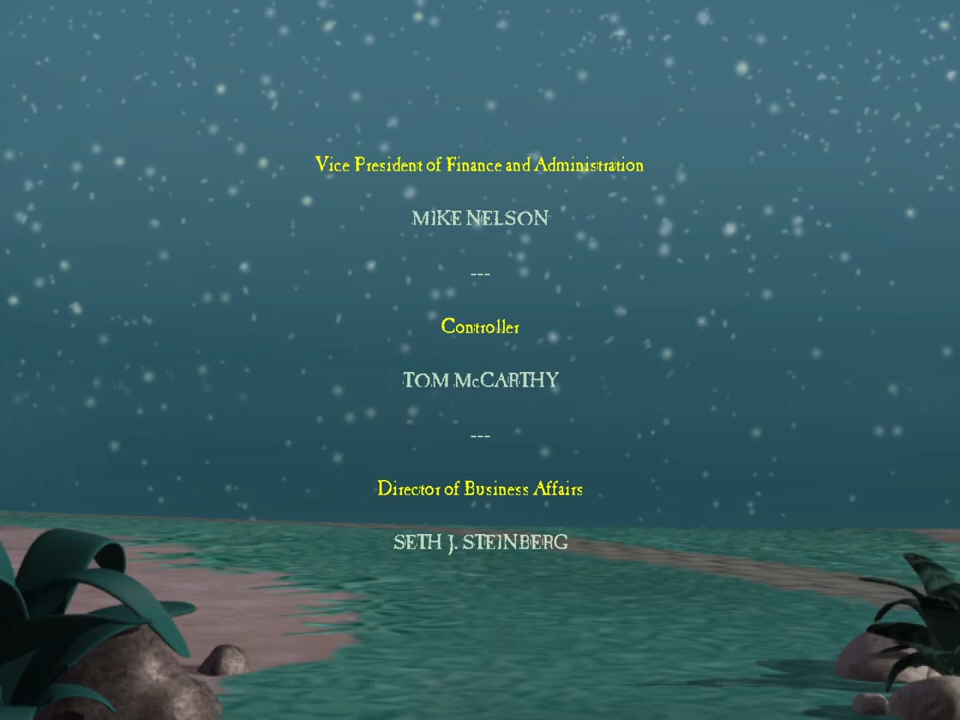 Vice President of Finance and Administration
MIKE NELSON
---
Controller
TOM McCARTHY
---
Director of Business Affairs
SETH J. STEINBERG